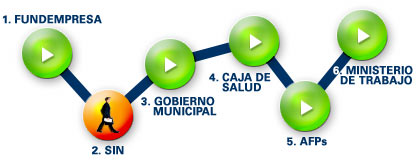 1. FUNDEMPRESA
2. SIN
3. GOBIERNO
MUNICIPAL
4. CAJA DE
SALUD
5. AFPs
6. MINISTERIO
DE TRABAJO